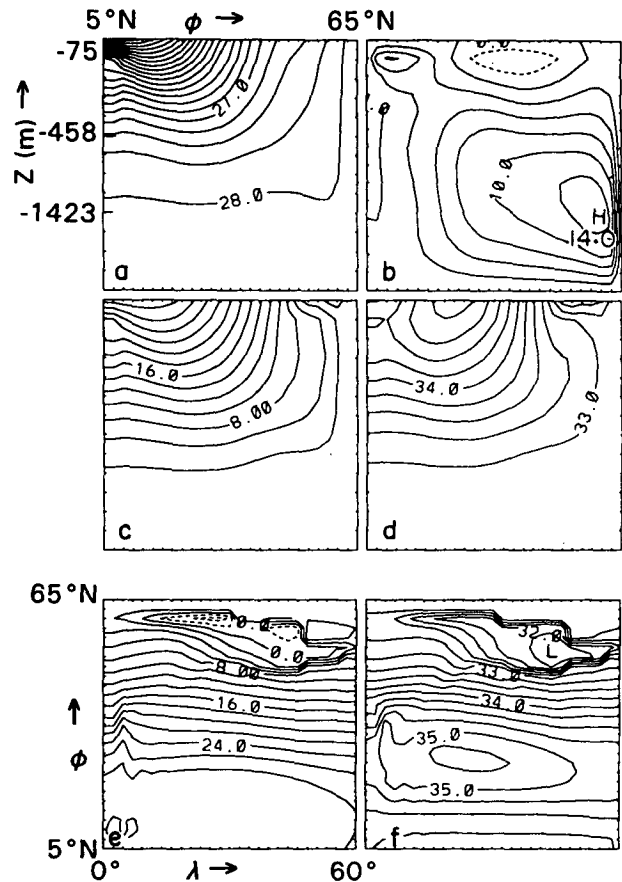 5°N ϕ → 65°N
-75
Z (m) →
-458
-1423
27.0
28.0
a
10.0
H
14.0
b
16.0
8.00
c
34.0
33.0
d
65°N
0.0
0.0
8.00
16.0
24.0
e
L
33.0
34.0
35.0
35.0
f
ϕ →
5°N
0° λ → 60°